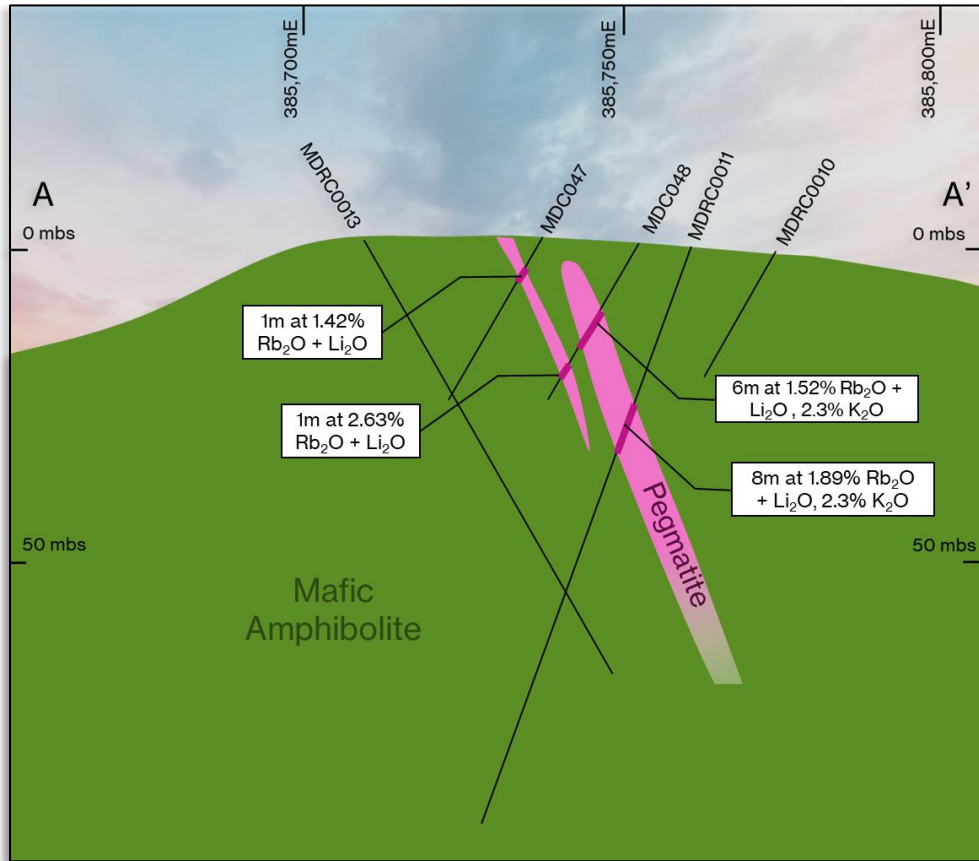 385,700mE
385,750mE
385,800mE
A
A'
MDRC0013
MDC047
MDC048
MDRC0011
MDRC0010
0 mbs
0 mbs
1m at 1.42%
Rb₂O + Li₂O
1m at 2.63%
Rb₂O + Li₂O
6m at 1.52% Rb₂O +
Li₂O , 2.3% K₂O
8m at 1.89% Rb₂O
+ Li₂O, 2.3% K₂O
Pegmatite
50 mbs
50 mbs
Mafic
Amphibolite